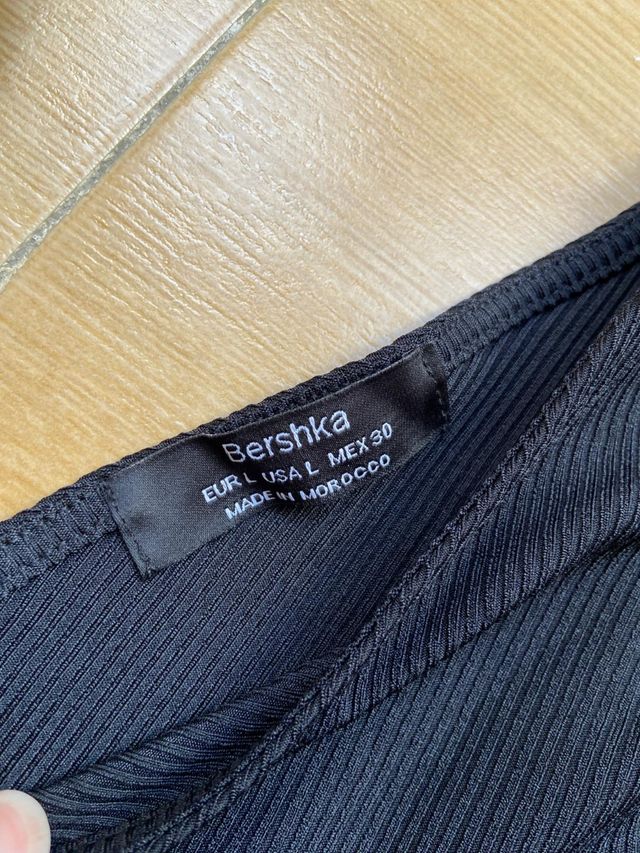 Bershka
EUR L USA L MEX 30
MADE IN MOROCCO